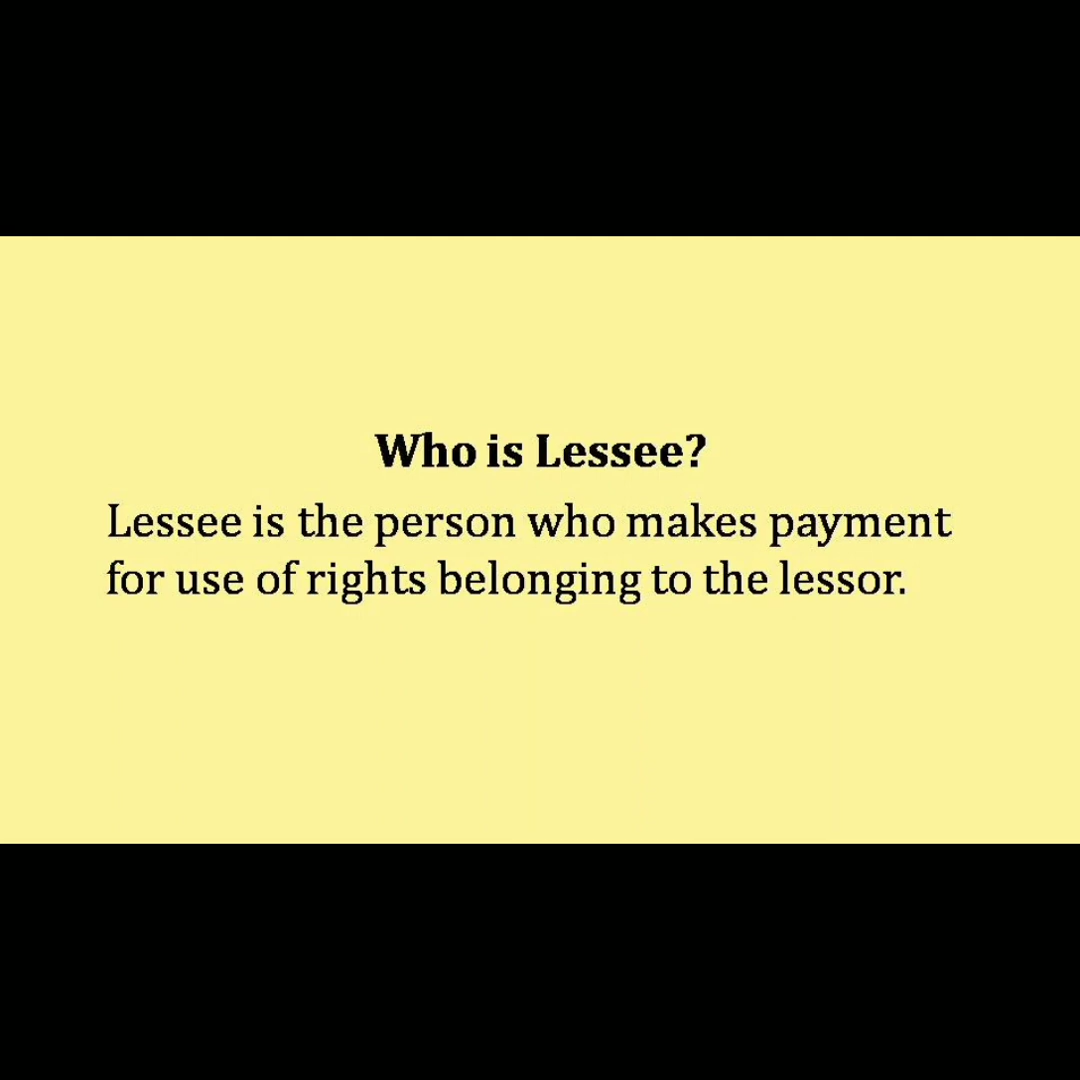 Who is Lessee?
Lessee is the person who makes payment
for use of rights belonging to the lessor.